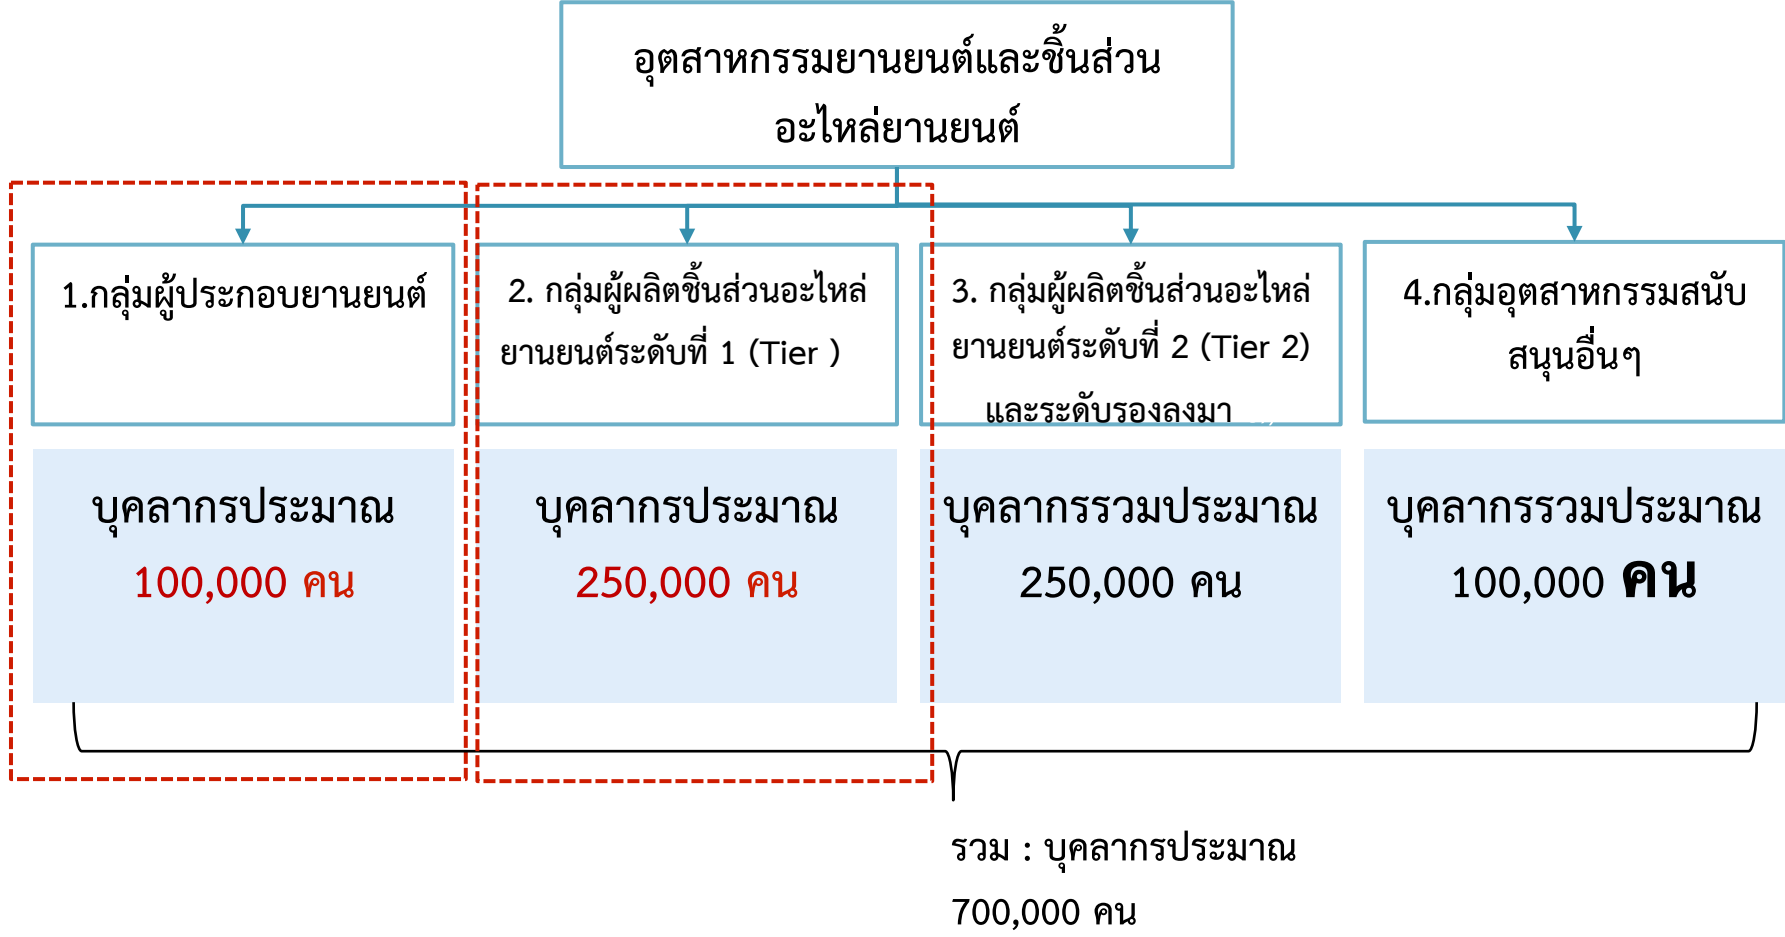 อุตสาหกรรมยานยนต์และชิ้นส่วน
อะไหล่ยานยนต์
1.กลุ่มผู้ประกอบยานยนต์
2. กลุ่มผู้ผลิตชิ้นส่วนอะไหล่
ยานยนต์ระดับที่ 1 (Tier )
3. กลุ่มผู้ผลิตชิ้นส่วนอะไหล่
ยานยนต์ระดับที่ 2 (Tier 2)
และระดับรองลงมา
4.กลุ่มอุตสาหกรรมสนับ
สนุนอื่นๆ
บุคลากรประมาณ
100,000 คน
บุคลากรประมาณ
250,000 คน
บุคลากรรวมประมาณ
250,000 คน
บุคลากรรวมประมาณ
100,000 คน
รวม : บุคลากรประมาณ
700,000 คน